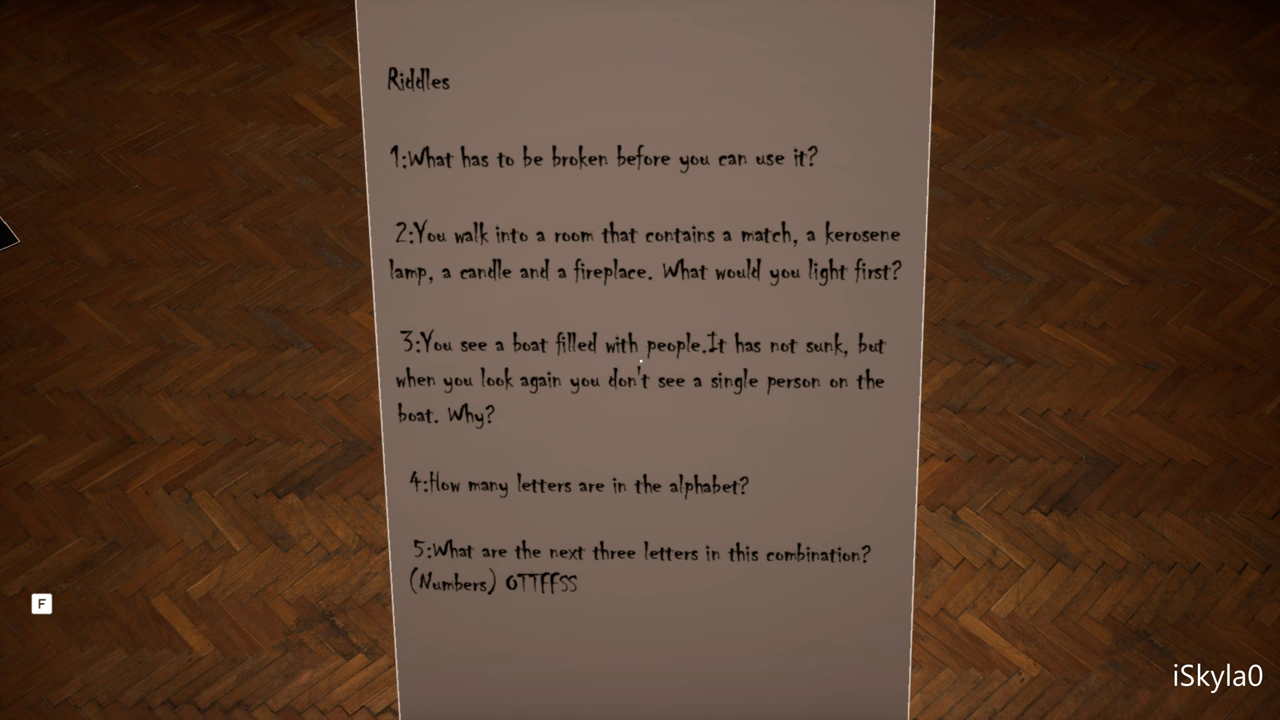 Riddles
1:What has to be broken before you can use it?
2:You walk into a room that contains a match, a kerosene
lamp, a candle and a fireplace. What would you light first?
3:You see a boat filled with people.It has not sunk, but
when you look again you don't see a single person on the
boat. Why?
4:How many letters are in the alphabet?
5:What are the next three letters in this combination?
(Numbers) OTTFFSS
F
iSkyla0